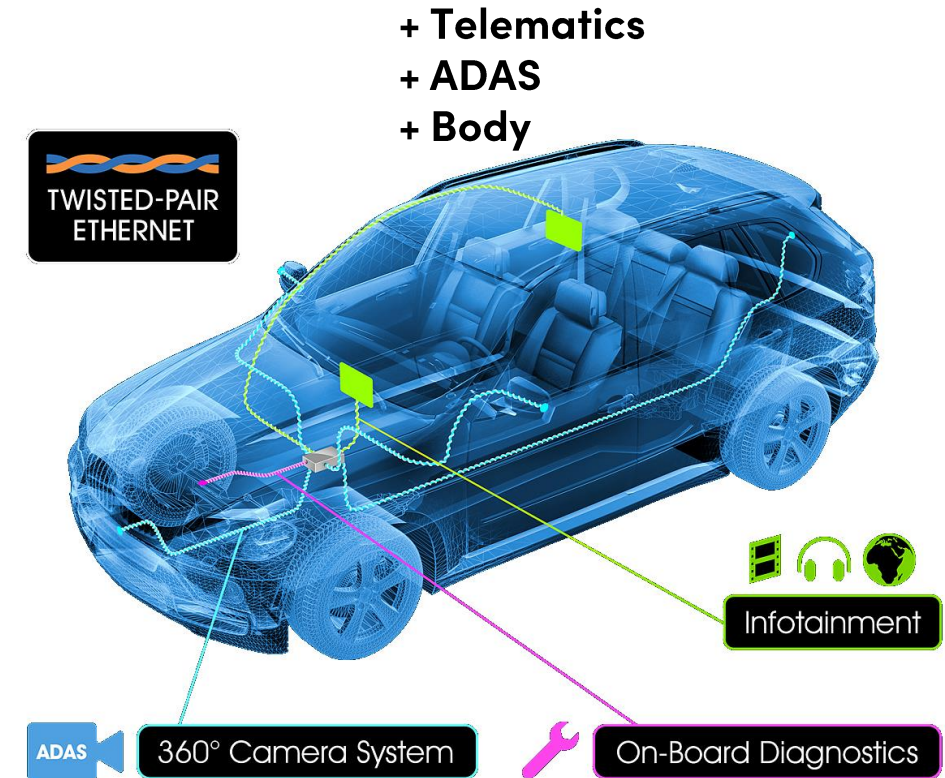 + Telematics
+ ADAS
+ Body
TWISTED-PAIR
ETHERNET
Infotainment
ADAS
360° Camera System
On-Board Diagnostics